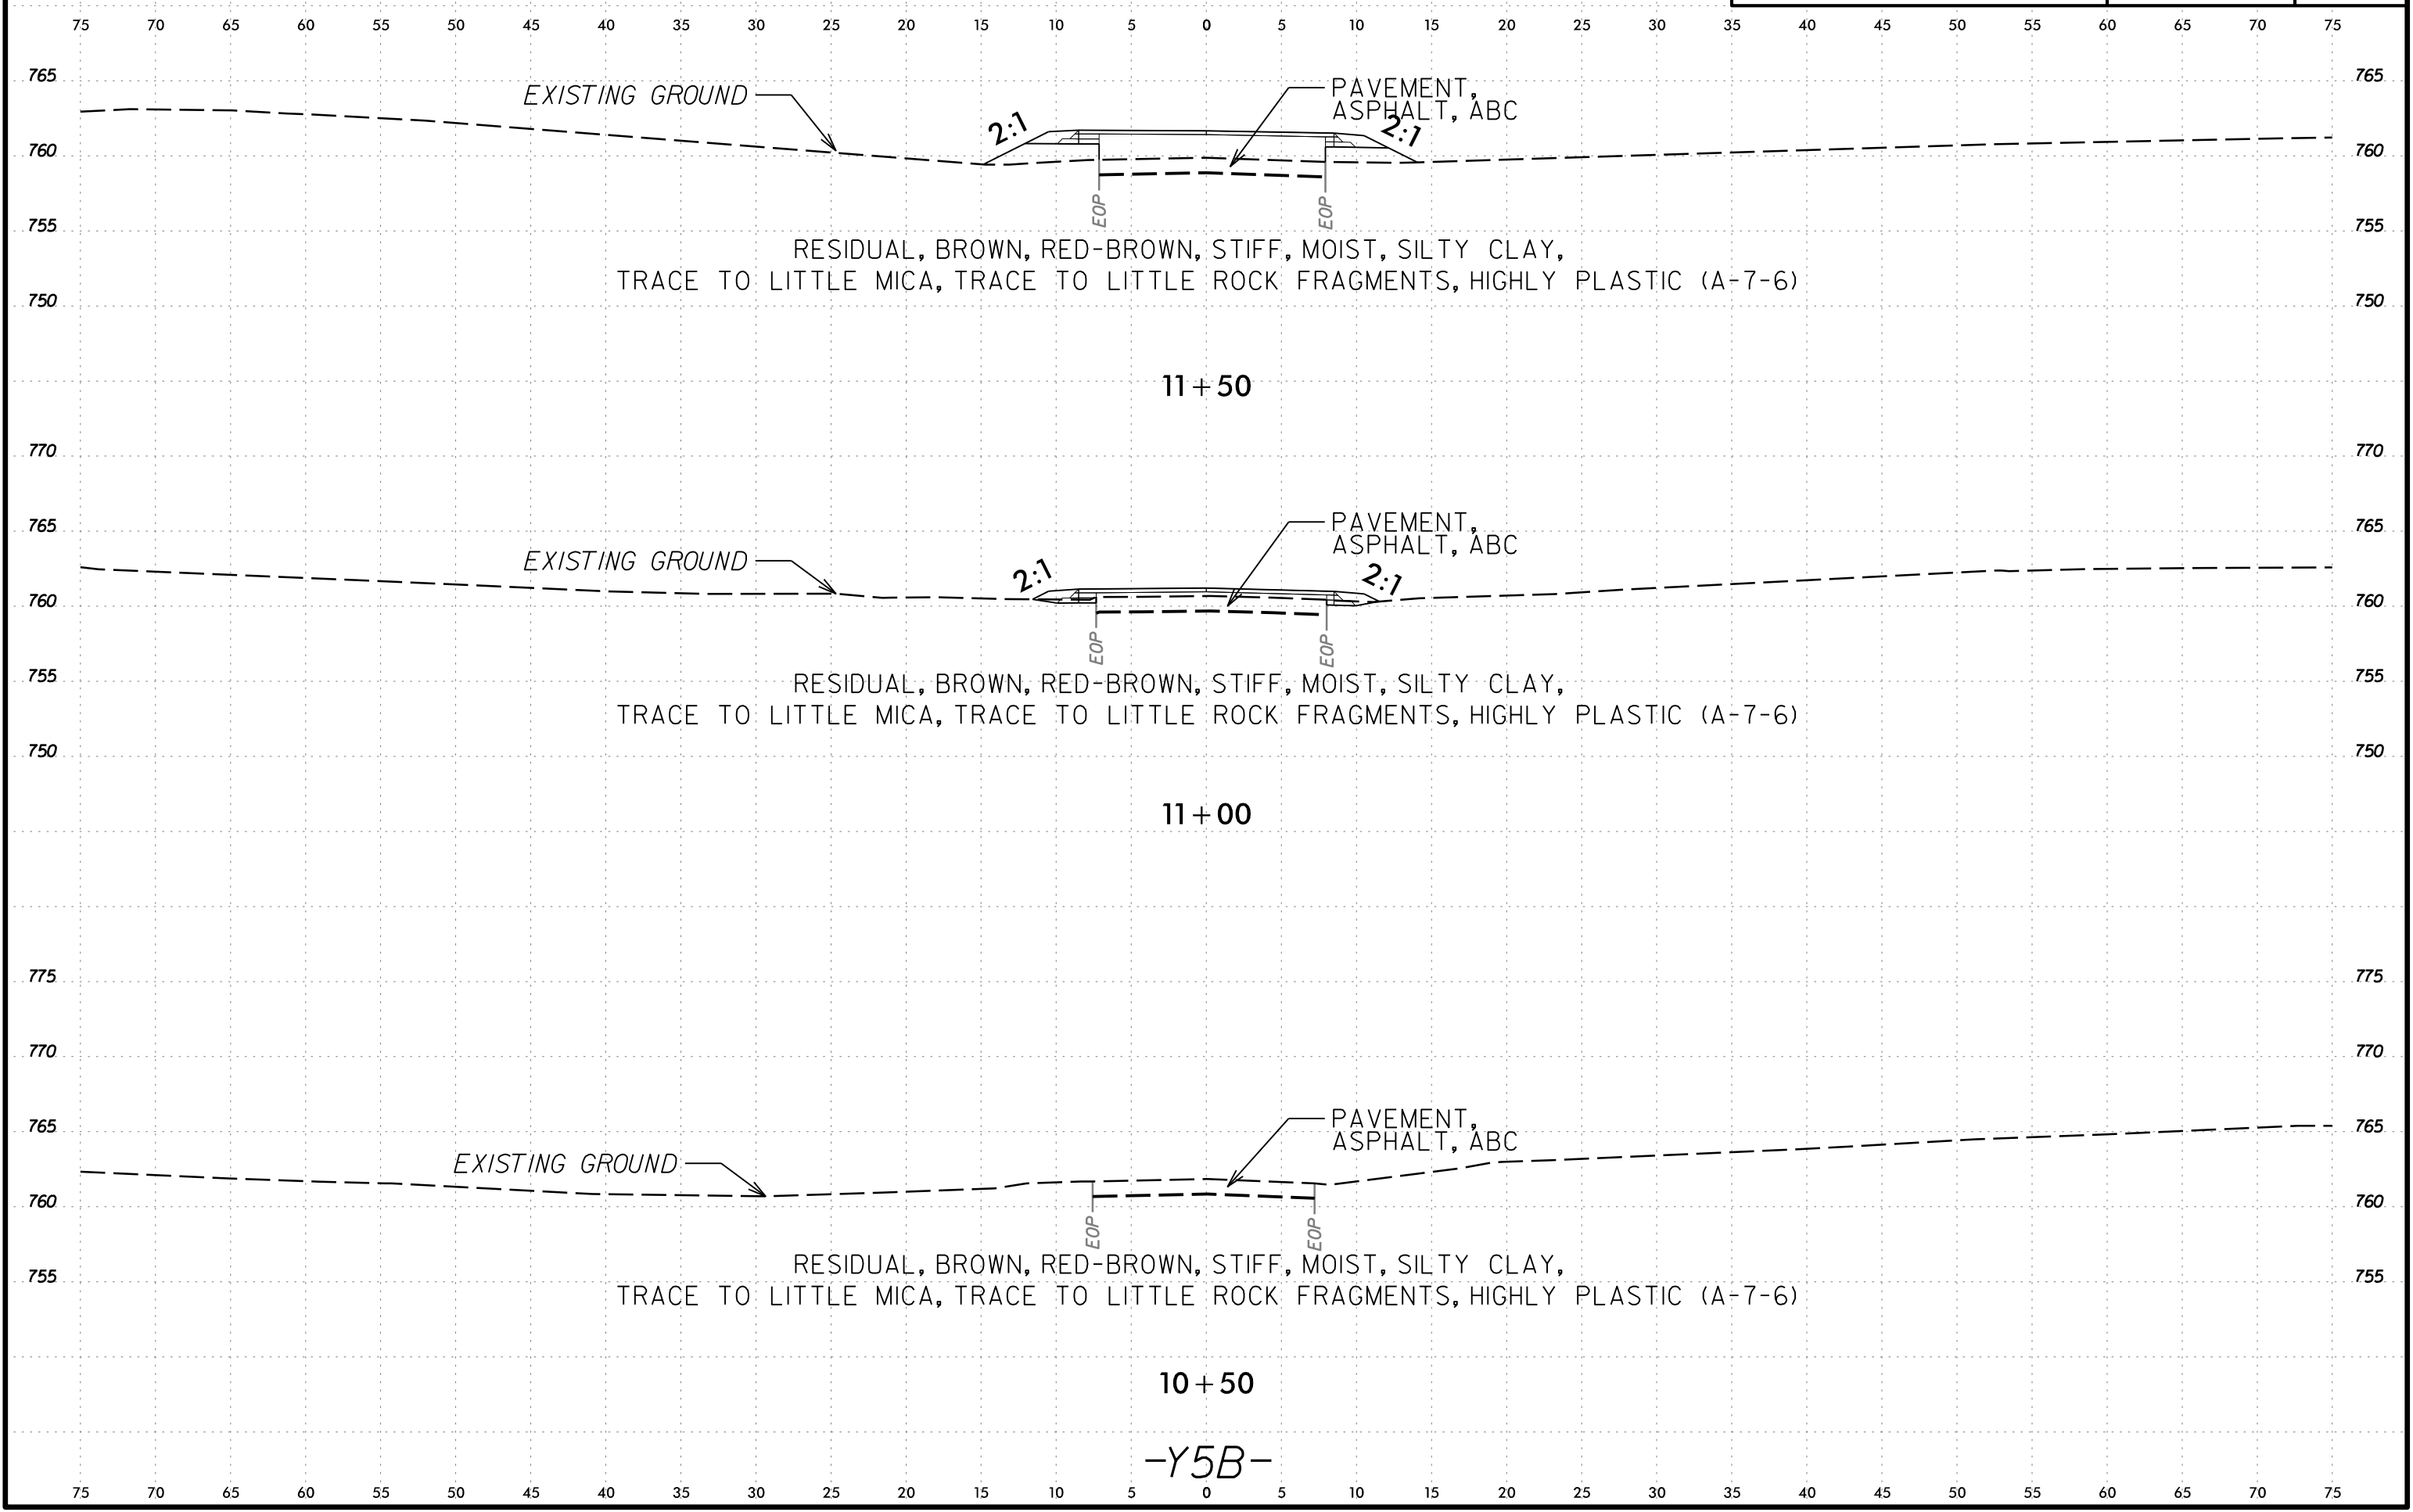 75 70 65 60 55 50 45 40 35 30 25 20 15 10 5 0 5 10 15 20 25 30 35 40 45 50 55 60 65 70 75
765 765
EXISTING GROUND
PAVEMENT,
ASPHALT, ABC
2:1 2:1
760 760
EOP EOP
755 755
RESIDUAL, BROWN, RED-BROWN, STIFF, MOIST, SILTY CLAY,
TRACE TO LITTLE MICA, TRACE TO LITTLE ROCK FRAGMENTS, HIGHLY PLASTIC (A-7-6)
750 750
11+50
770 770
765 765
PAVEMENT,
ASPHALT, ABC
EXISTING GROUND
2:1 2:1
760 760
EOP EOP
755 755
RESIDUAL, BROWN, RED-BROWN, STIFF, MOIST, SILTY CLAY,
TRACE TO LITTLE MICA, TRACE TO LITTLE ROCK FRAGMENTS, HIGHLY PLASTIC (A-7-6)
750 750
11+00
775 775
770 770
765 765
PAVEMENT,
ASPHALT, ABC
EXISTING GROUND
760 760
EOP EOP
RESIDUAL, BROWN, RED-BROWN, STIFF, MOIST, SILTY CLAY,
755 755
TRACE TO LITTLE MICA, TRACE TO LITTLE ROCK FRAGMENTS, HIGHLY PLASTIC (A-7-6)
10+50
-Y5B-
75 70 65 60 55 50 45 40 35 30 25 20 15 10 5 0 5 10 15 20 25 30 35 40 45 50 55 60 65 70 75